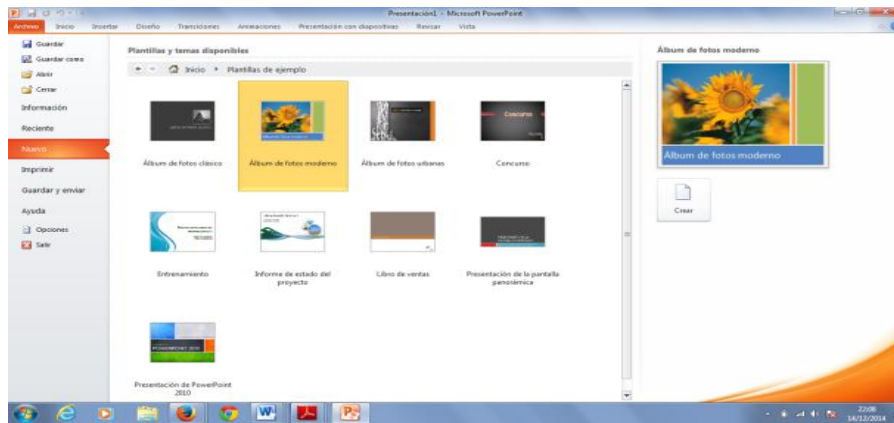 Presentación1 - Microsoft PowerPoint
Archivo Inicio Insertar Diseño Transiciones Animaciones Presentación con diapositivas Revisar Vista
Guardar
Guardar como
Abrir
Cerrar
Información
Reciente
Nuevo
Imprimir
Guardar y enviar
Ayuda
Opciones
Salir
Plantillas y temas disponibles
Inicio Plantillas de ejemplo
Álbum de fotos clásico
Álbum de fotos moderno
Álbum de fotos urbanas
Concurso
Concurso
Entrenamiento
Informe de estado del
proyecto
Libro de ventas
Presentación de la pantalla
panorámica
POWERPOINT 2010
Presentación de PowerPoint
2010
Álbum de fotos moderno
Álbum de fotos moderno
Crear
22:08
14/12/2014